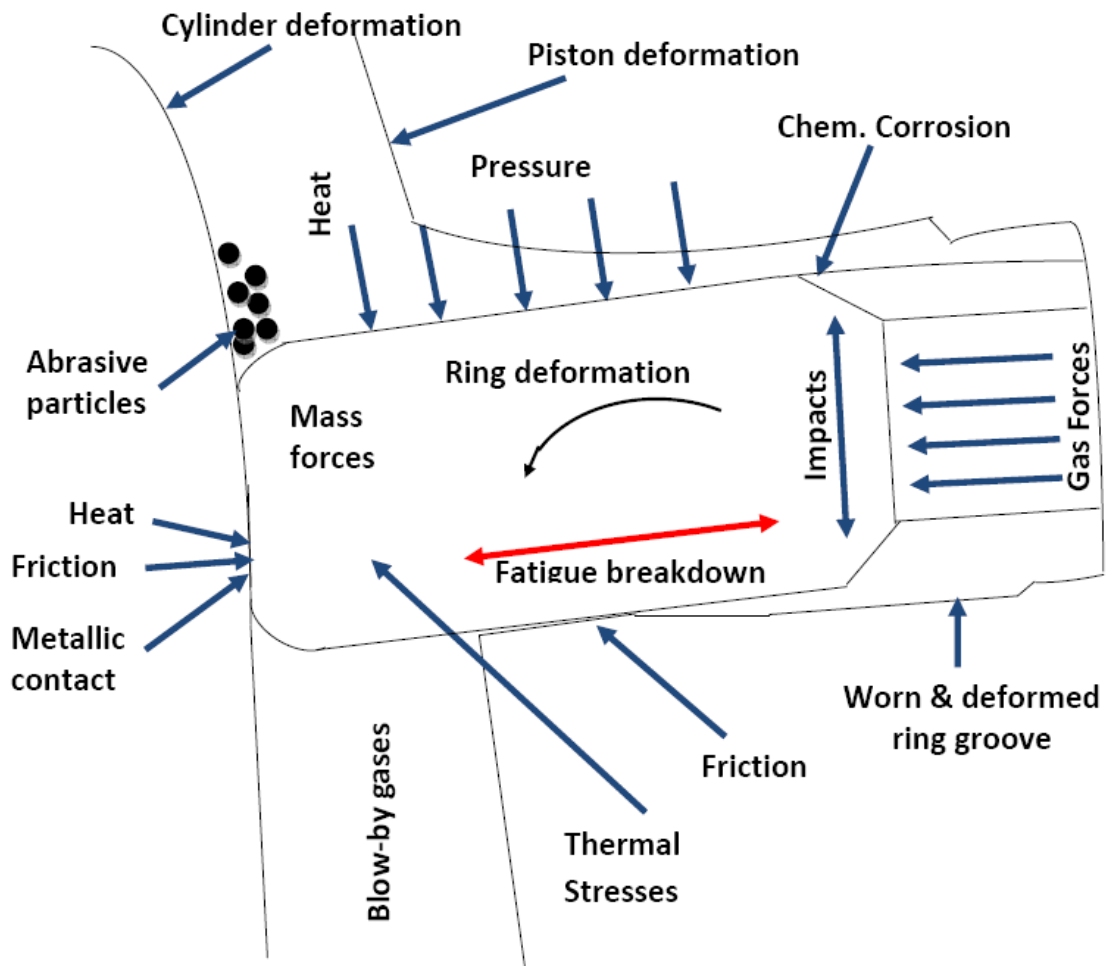 Cylinder deformation
Piston deformation
Chem. Corrosion
Pressure
Heat
Abrasive
particles
Ring deformation
Mass
forces
Impacts
Gas Forces
Heat
Friction
Metallic
contact
Fatigue breakdown
Worn & deformed
ring groove
Friction
Blow-by gases
Thermal
Stresses